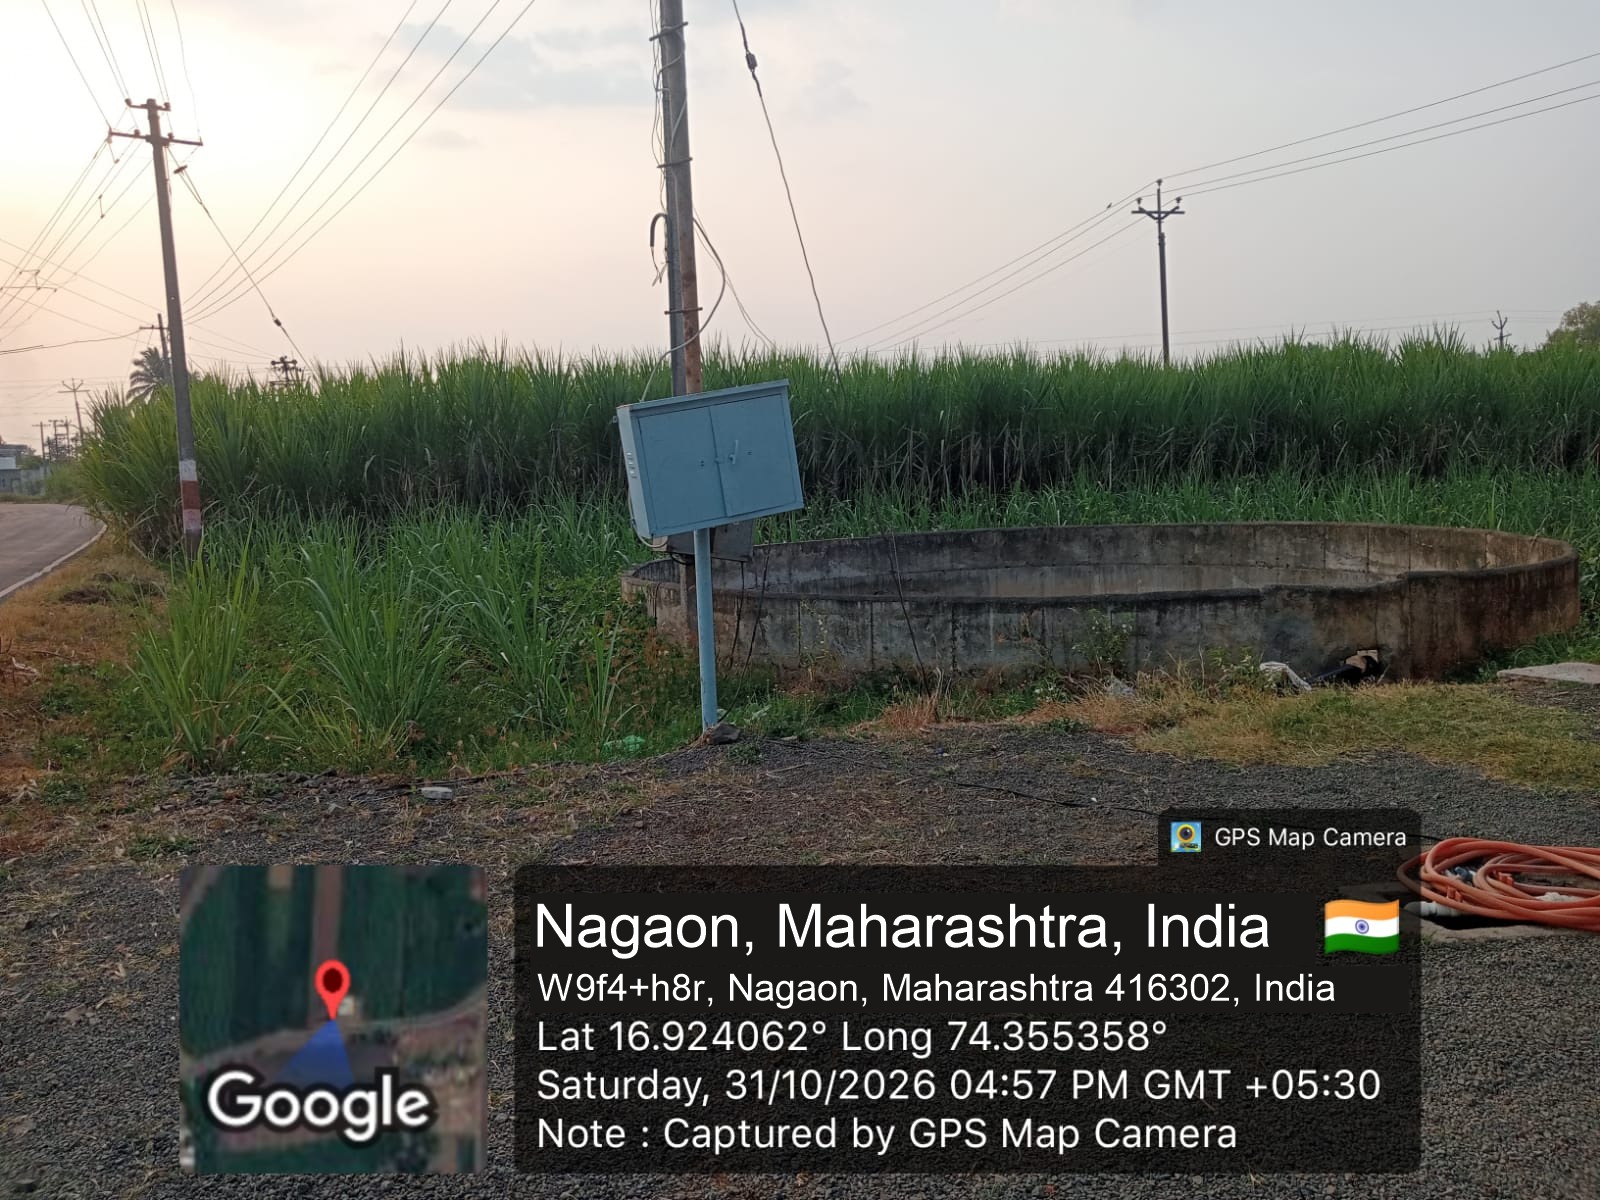 GPS Map Camera
Nagaon, Maharashtra, India
W9f4+h8r, Nagaon, Maharashtra 416302, India
Lat 16.924062° Long 74.355358°
Saturday, 31/10/2026 04:57 PM GMT +05:30
Note : Captured by GPS Map Camera
Google